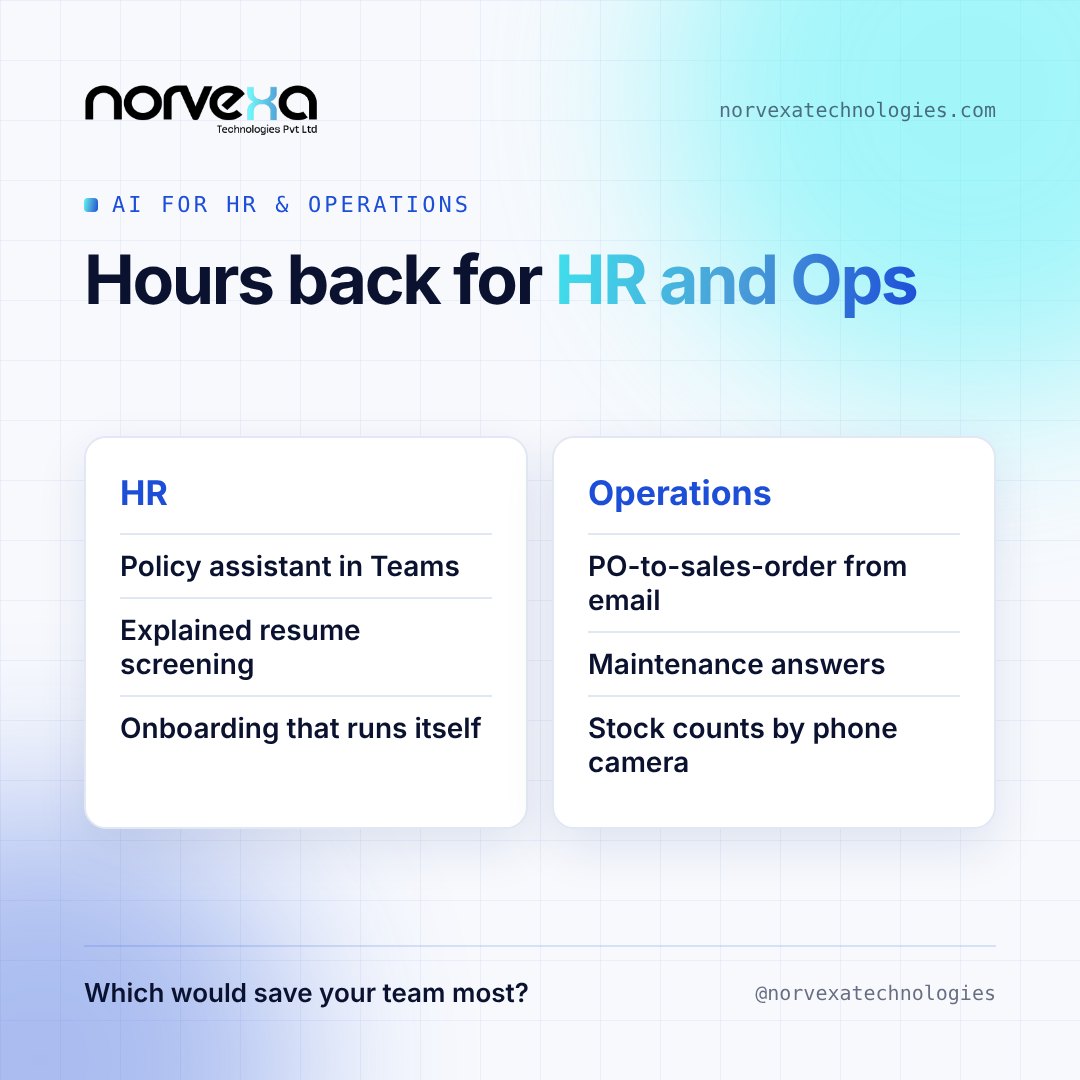 norvexa
Technologies Pvt Ltd
norvexatechnologies.com
AI FOR HR & OPERATIONS
Hours back for HR and Ops
HR
Policy assistant in Teams
Explained resume
screening
Onboarding that runs itself
Operations
PO-to-sales-order from
email
Maintenance answers
Stock counts by phone
camera
Which would save your team most?
@norvexatechnologies